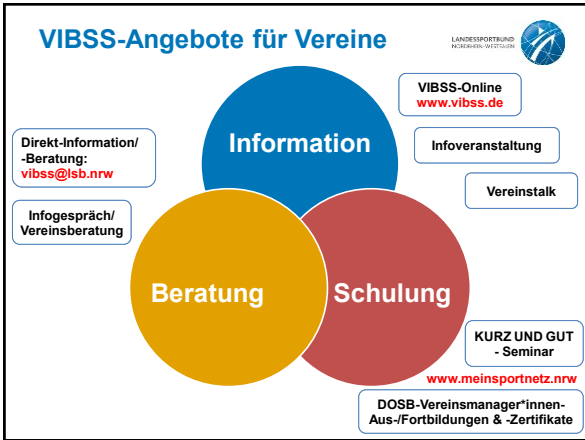 VIBSS-Angebote für Vereine
LANDESSPORTBUND
NORDRHEIN-WESTFALEN
VIBSS-Online
www.vibss.de
Information
Direkt-Information/
-Beratung:
vibss@lsb.nrw
Infoveranstaltung
Vereinstalk
Infogespräch/
Vereinsberatung
Beratung
Schulung
KURZ UND GUT
- Seminar
www.meinsportnetz.nrw
DOSB-Vereinsmanager*innen-
Aus-/Fortbildungen & -Zertifikate